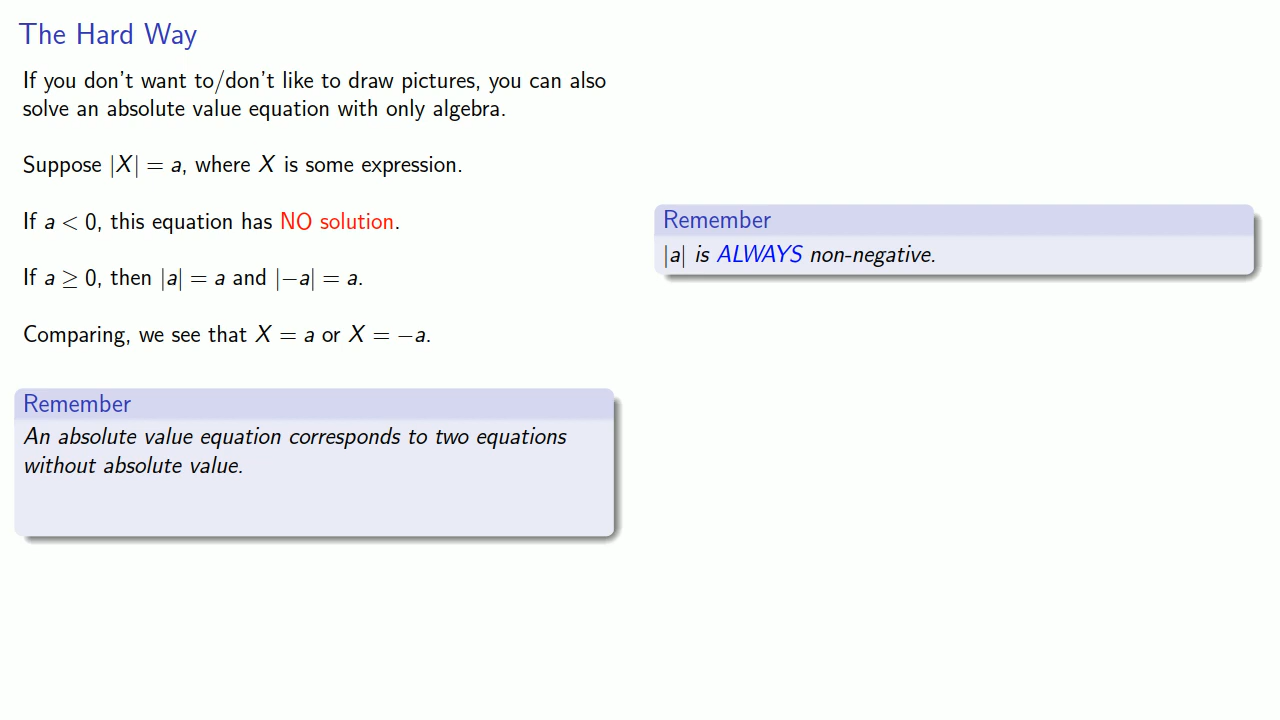 The Hard Way
If you don't want to/don't like to draw pictures, you can also
solve an absolute value equation with only algebra.
Suppose |X| = a, where X is some expression.
If a < 0, this equation has NO solution.
If a ≥ 0, then |a| = a and |−a| = a.
Comparing, we see that X = a or X = −a.
Remember
An absolute value equation corresponds to two equations
without absolute value.
Remember
|a| is ALWAYS non-negative.